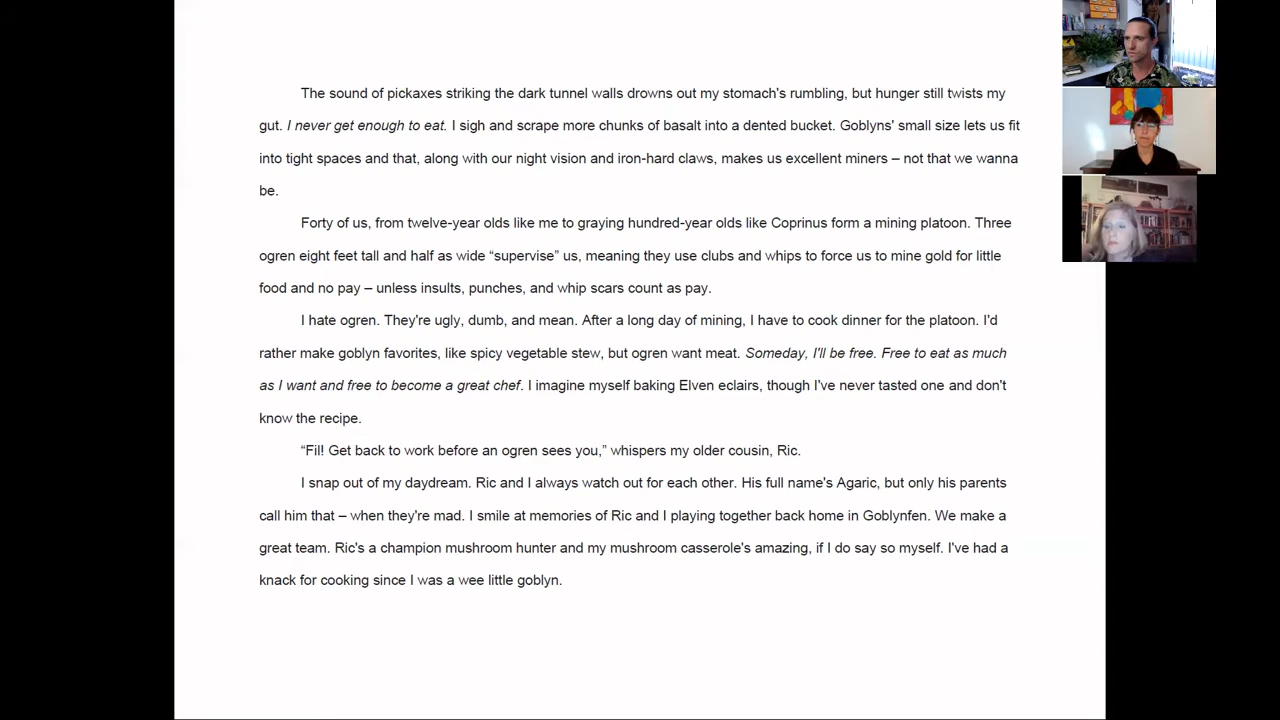 The sound of pickaxes striking the dark tunnel walls drowns out my stomach's rumbling, but hunger still twists my
gut. I never get enough to eat. I sigh and scrape more chunks of basalt into a dented bucket. Goblyns' small size lets us fit
into tight spaces and that, along with our night vision and iron-hard claws, makes us excellent miners – not that we wanna
be.
Forty of us, from twelve-year olds like me to graying hundred-year olds like Coprinus form a mining platoon. Three
ogren eight feet tall and half as wide “supervise” us, meaning they use clubs and whips to force us to mine gold for little
food and no pay – unless insults, punches, and whip scars count as pay.
I hate ogren. They're ugly, dumb, and mean. After a long day of mining, I have to cook dinner for the platoon. I'd
rather make goblyn favorites, like spicy vegetable stew, but ogren want meat. Someday, I'll be free. Free to eat as much
as I want and free to become a great chef. I imagine myself baking Elven eclairs, though I've never tasted one and don't
know the recipe.
“Fil! Get back to work before an ogren sees you,” whispers my older cousin, Ric.
I snap out of my daydream. Ric and I always watch out for each other. His full name's Agaric, but only his parents
call him that – when they're mad. I smile at memories of Ric and I playing together back home in Goblynfen. We make a
great team. Ric's a champion mushroom hunter and my mushroom casserole's amazing, if I do say so myself. I've had a
knack for cooking since I was a wee little goblyn.